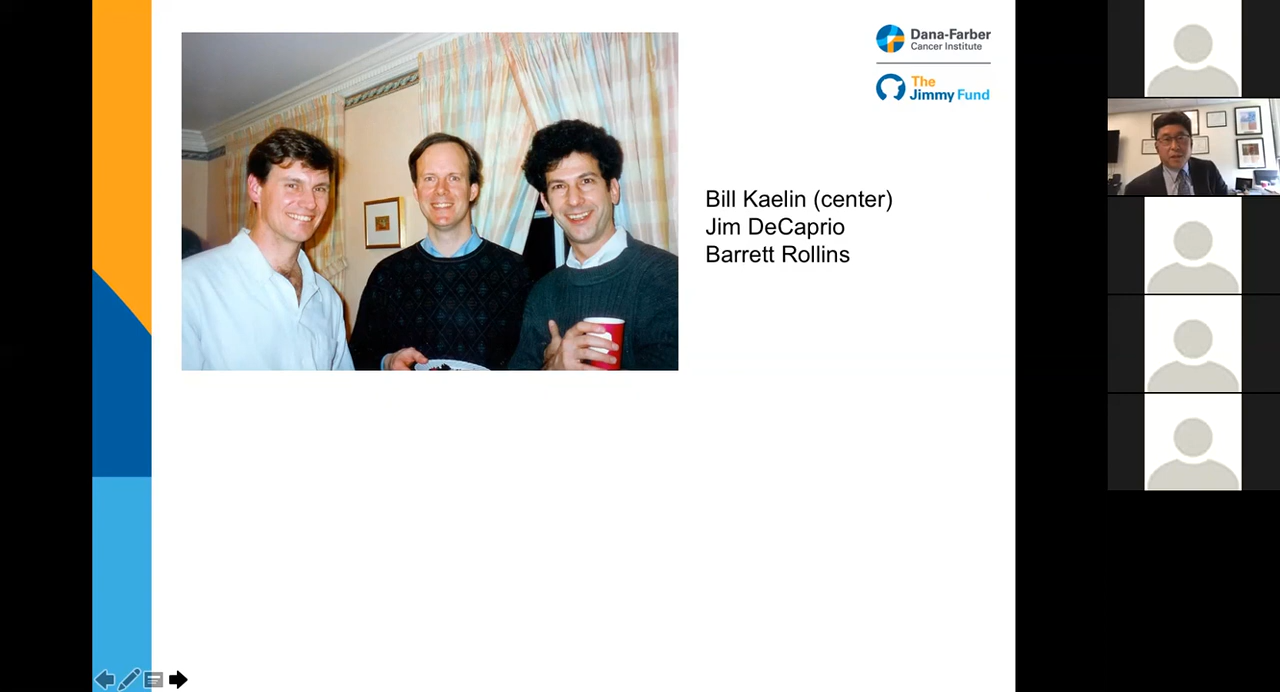 Dana-Farber
Cancer Institute
The
Jimmy Fund
Bill Kaelin (center)
Jim DeCaprio
Barrett Rollins